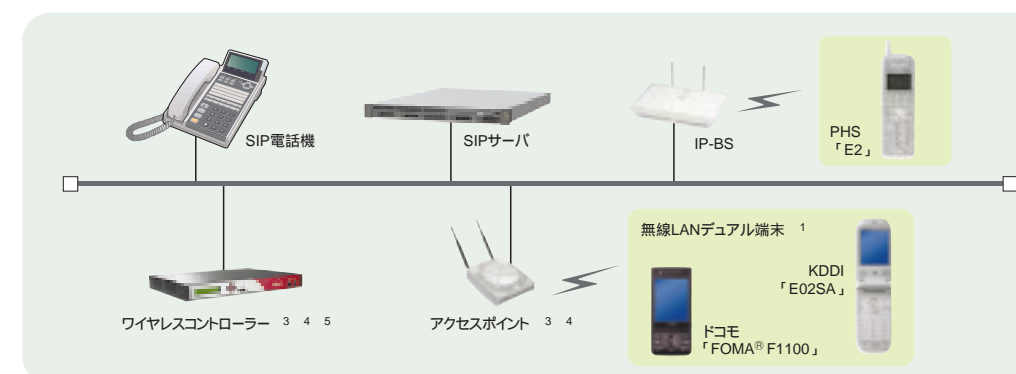 SIP電話機
SIPサーバ
IP-BS
PHS
「E2」
無線LANデュアル端末 1
KDDI
「E02SA」
ワイヤレスコントローラー 3 4 5
アクセスポイント 3 4
ドコモ
「FOMA® F1100」